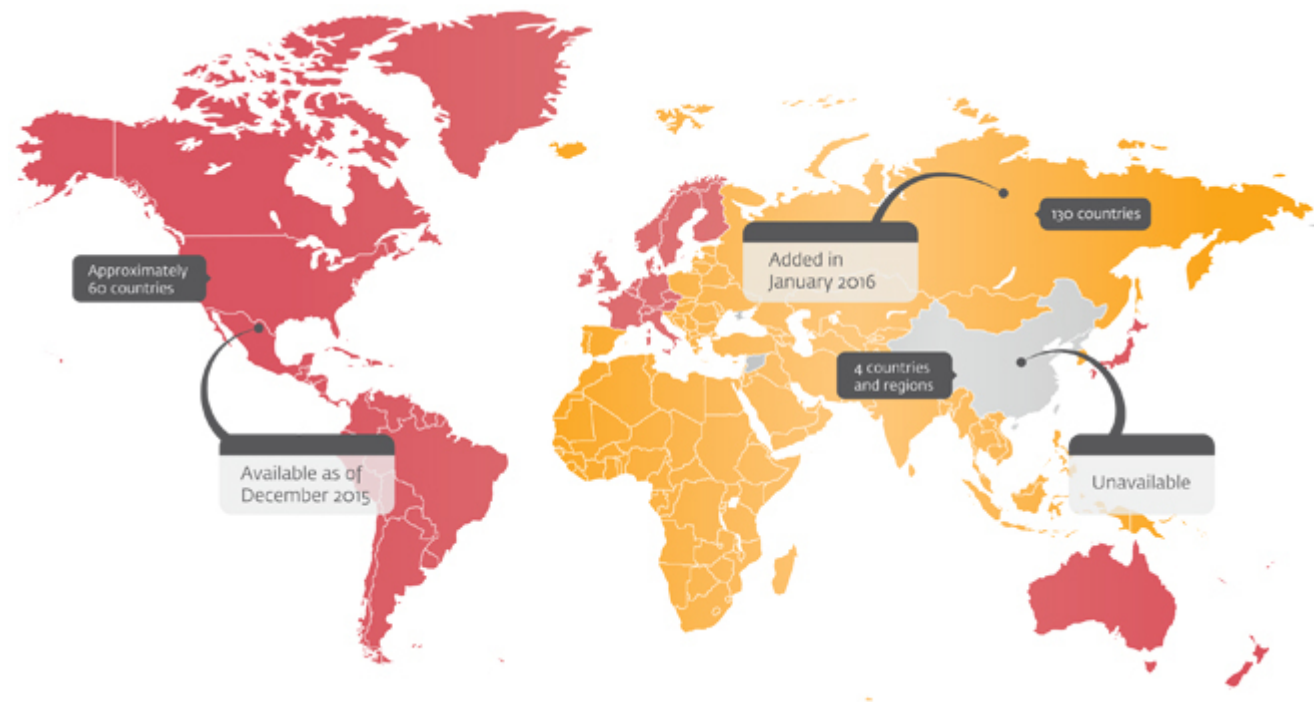 130 countries
Added in
January 2016
Approximately
60 countries
4 countries
and regions
Available as of
December 2015
Unavailable